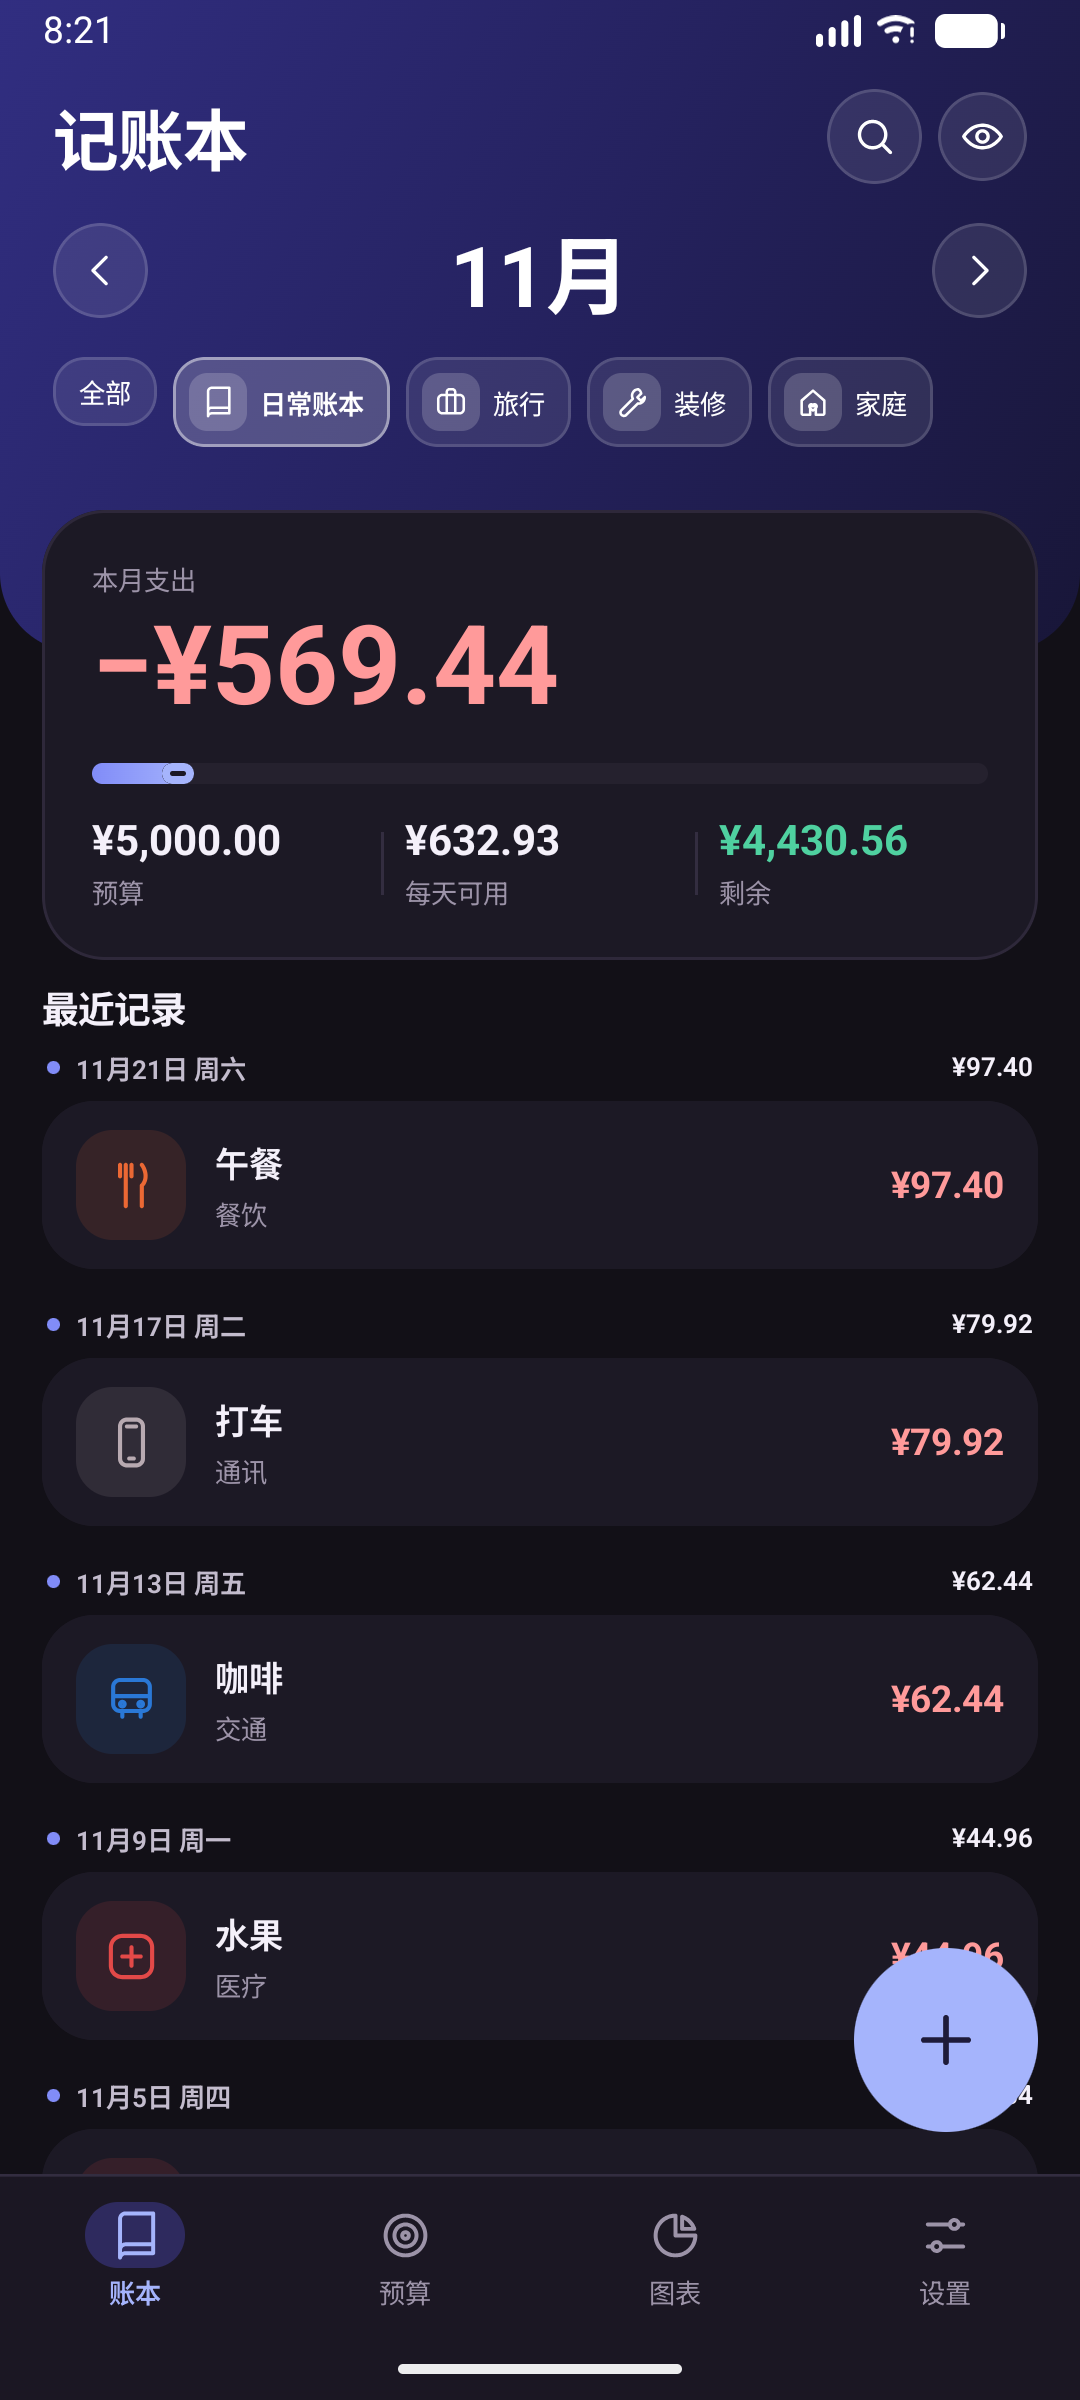 8:21
记账本
11月
全部
日常账本
旅行
装修
家庭
本月支出
-¥569.44
¥5,000.00
¥632.93
¥4,430.56
预算
每天可用
剩余
最近记录
11月21日 周六
¥97.40
午餐
¥97.40
餐饮
11月17日 周二
¥79.92
打车
¥79.92
通讯
11月13日 周五
¥62.44
咖啡
¥62.44
交通
11月9日 周一
¥44.96
水果
医疗
11月5日 周四
账本
预算
图表
设置